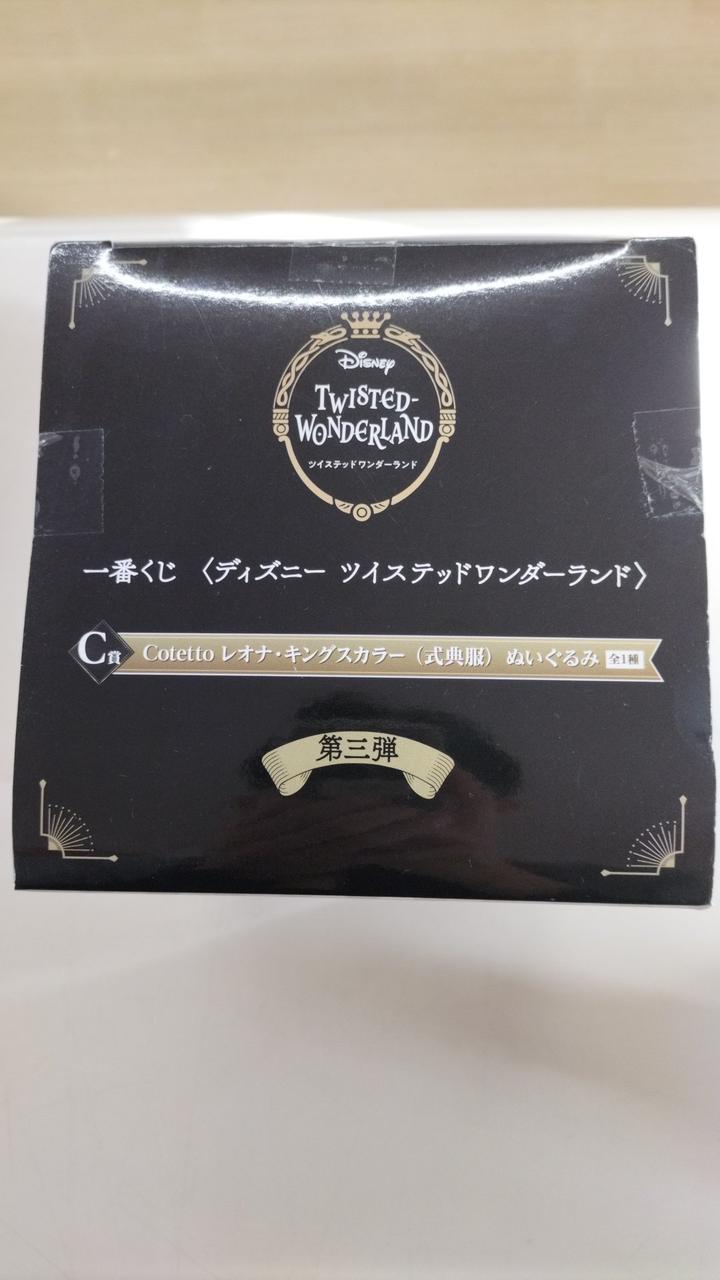 Disney
TWISTED-
WONDERLAND
ツイステッドワンダーランド
一番くじ 〈ディズニー ツイステッドワンダーランド〉
C賞 Cotetto レオナ・キングスカラー（式典服） ぬいぐるみ 全1種
第三弾